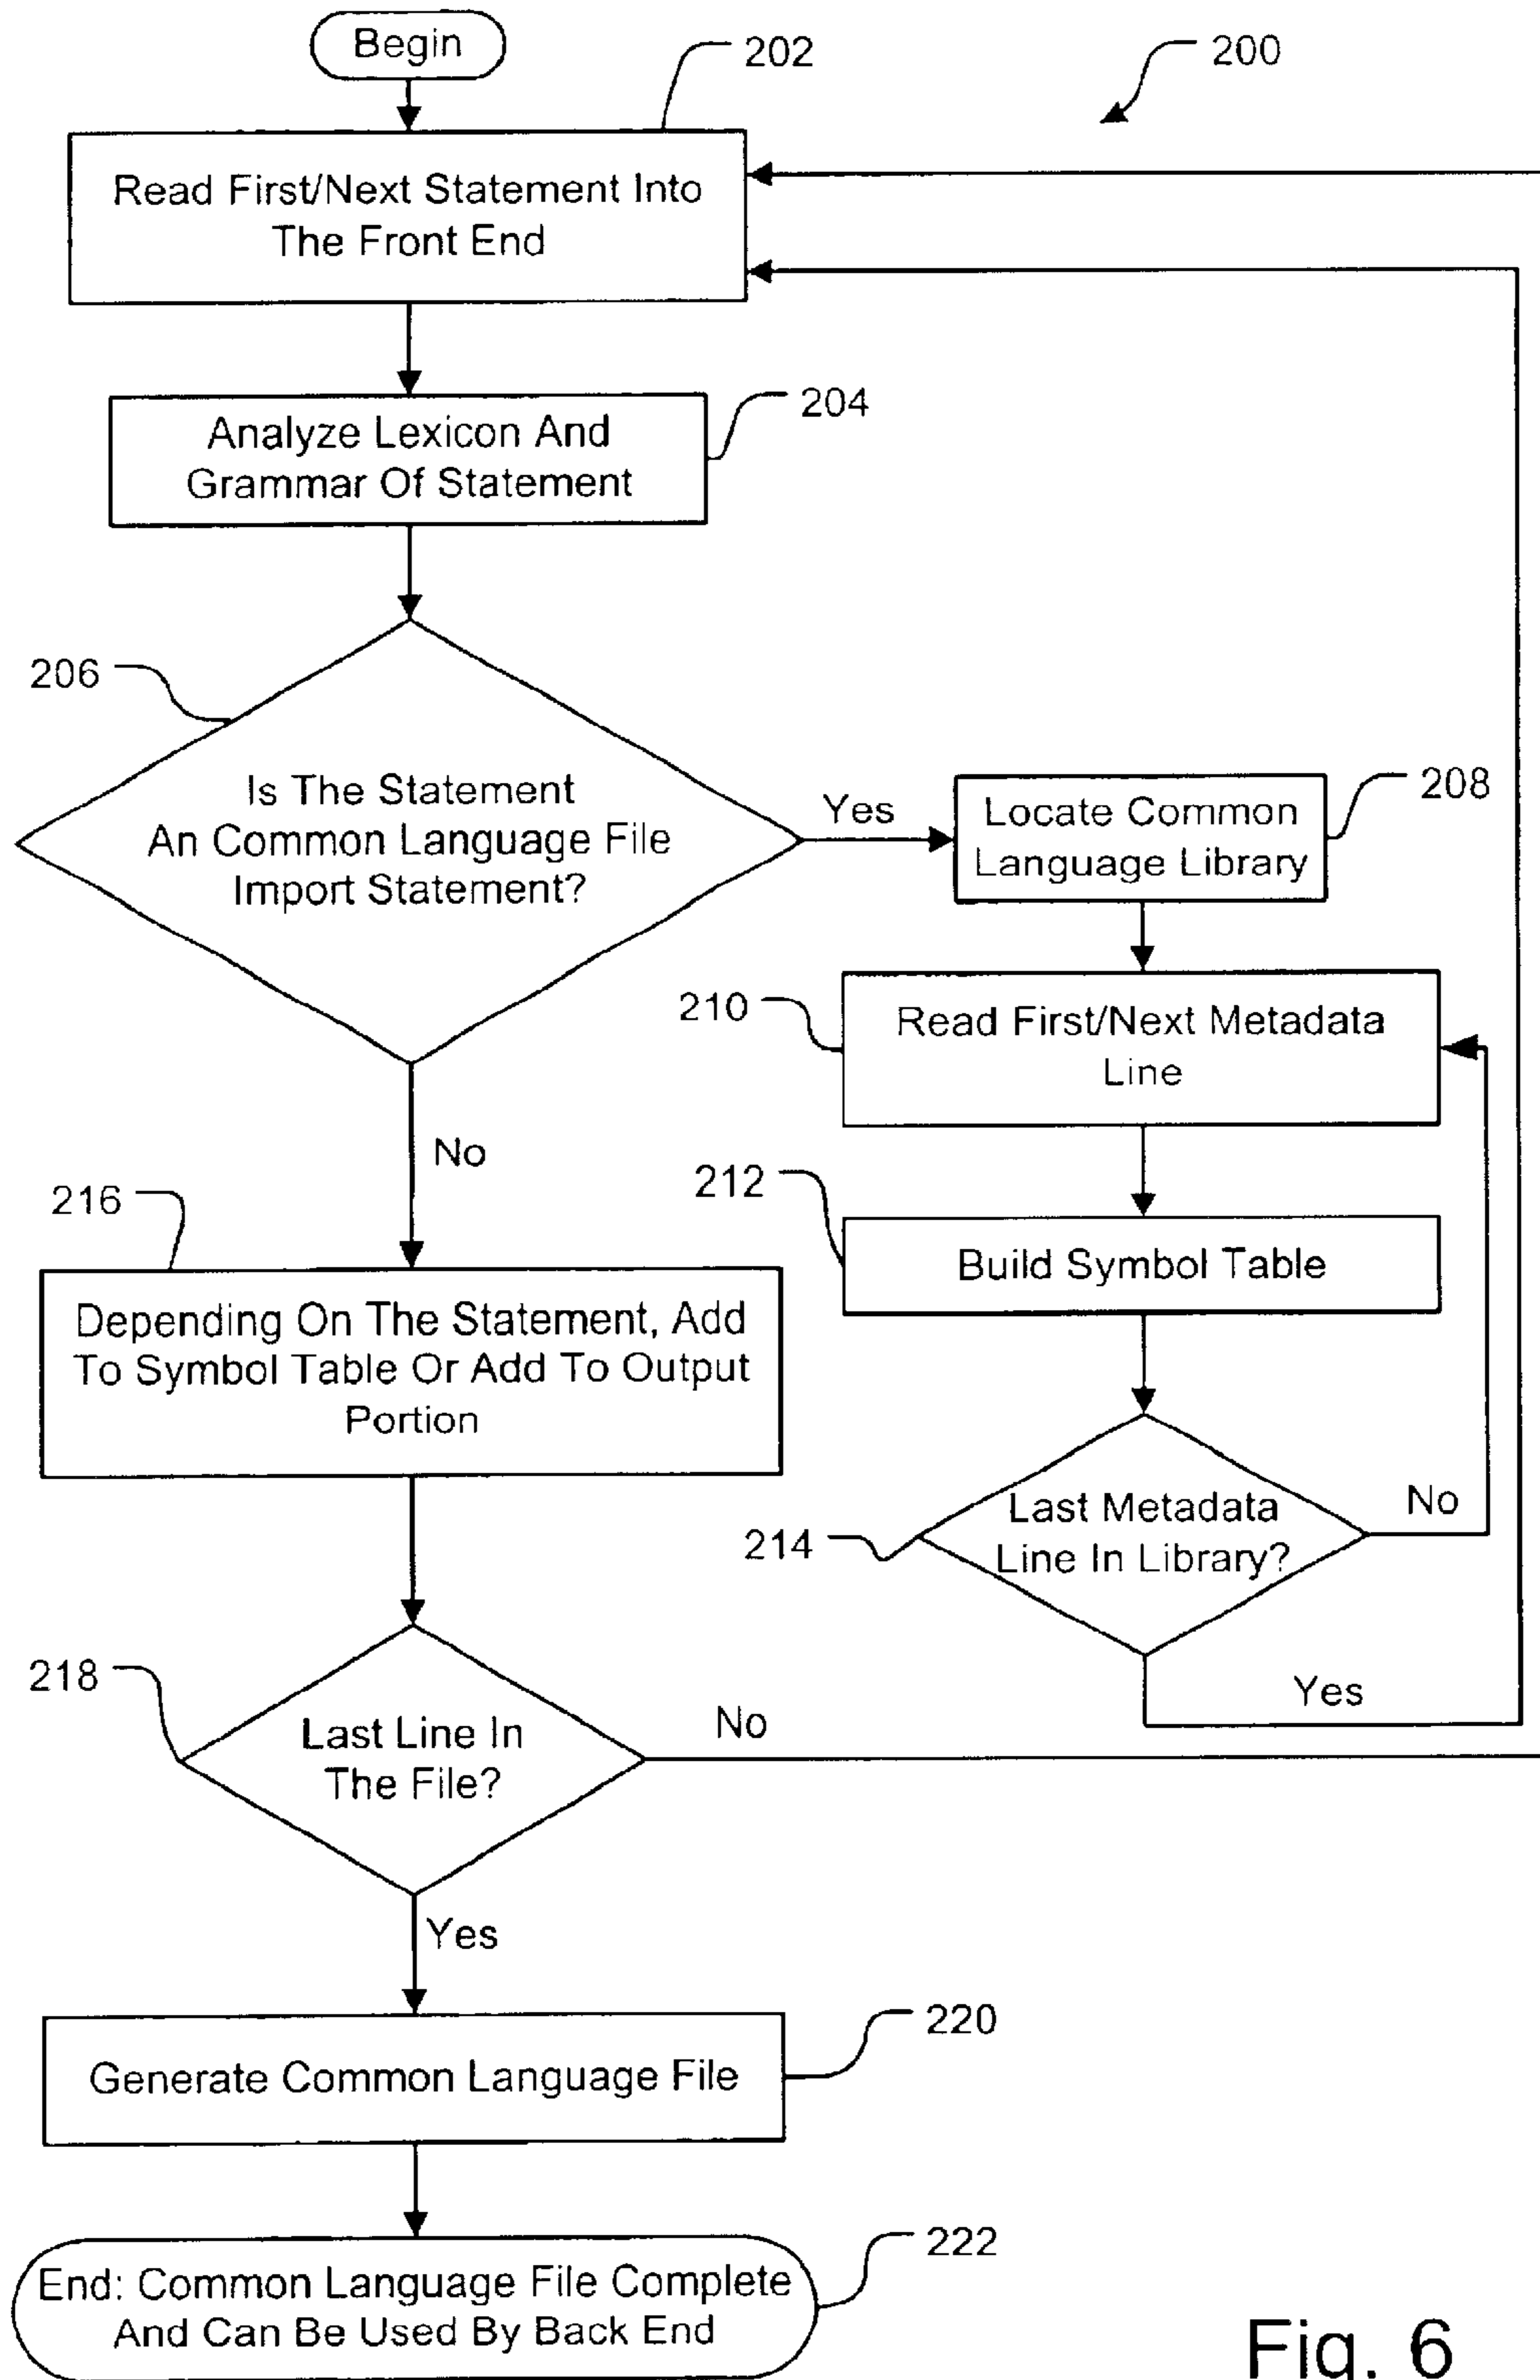 Begin
202
200
Read First/Next Statement Into
The Front End
204
Analyze Lexicon And
Grammar Of Statement
206
Is The Statement
An Common Language File
Import Statement?
Yes
208
Locate Common
Language Library
210
Read First/Next Metadata
Line
No
212
Build Symbol Table
216
Depending On The Statement, Add
To Symbol Table Or Add To Output
Portion
214
Last Metadata
Line In Library?
No
Yes
218
Last Line In
The File?
No
Yes
220
Generate Common Language File
222
End: Common Language File Complete
And Can Be Used By Back End
Fig. 6